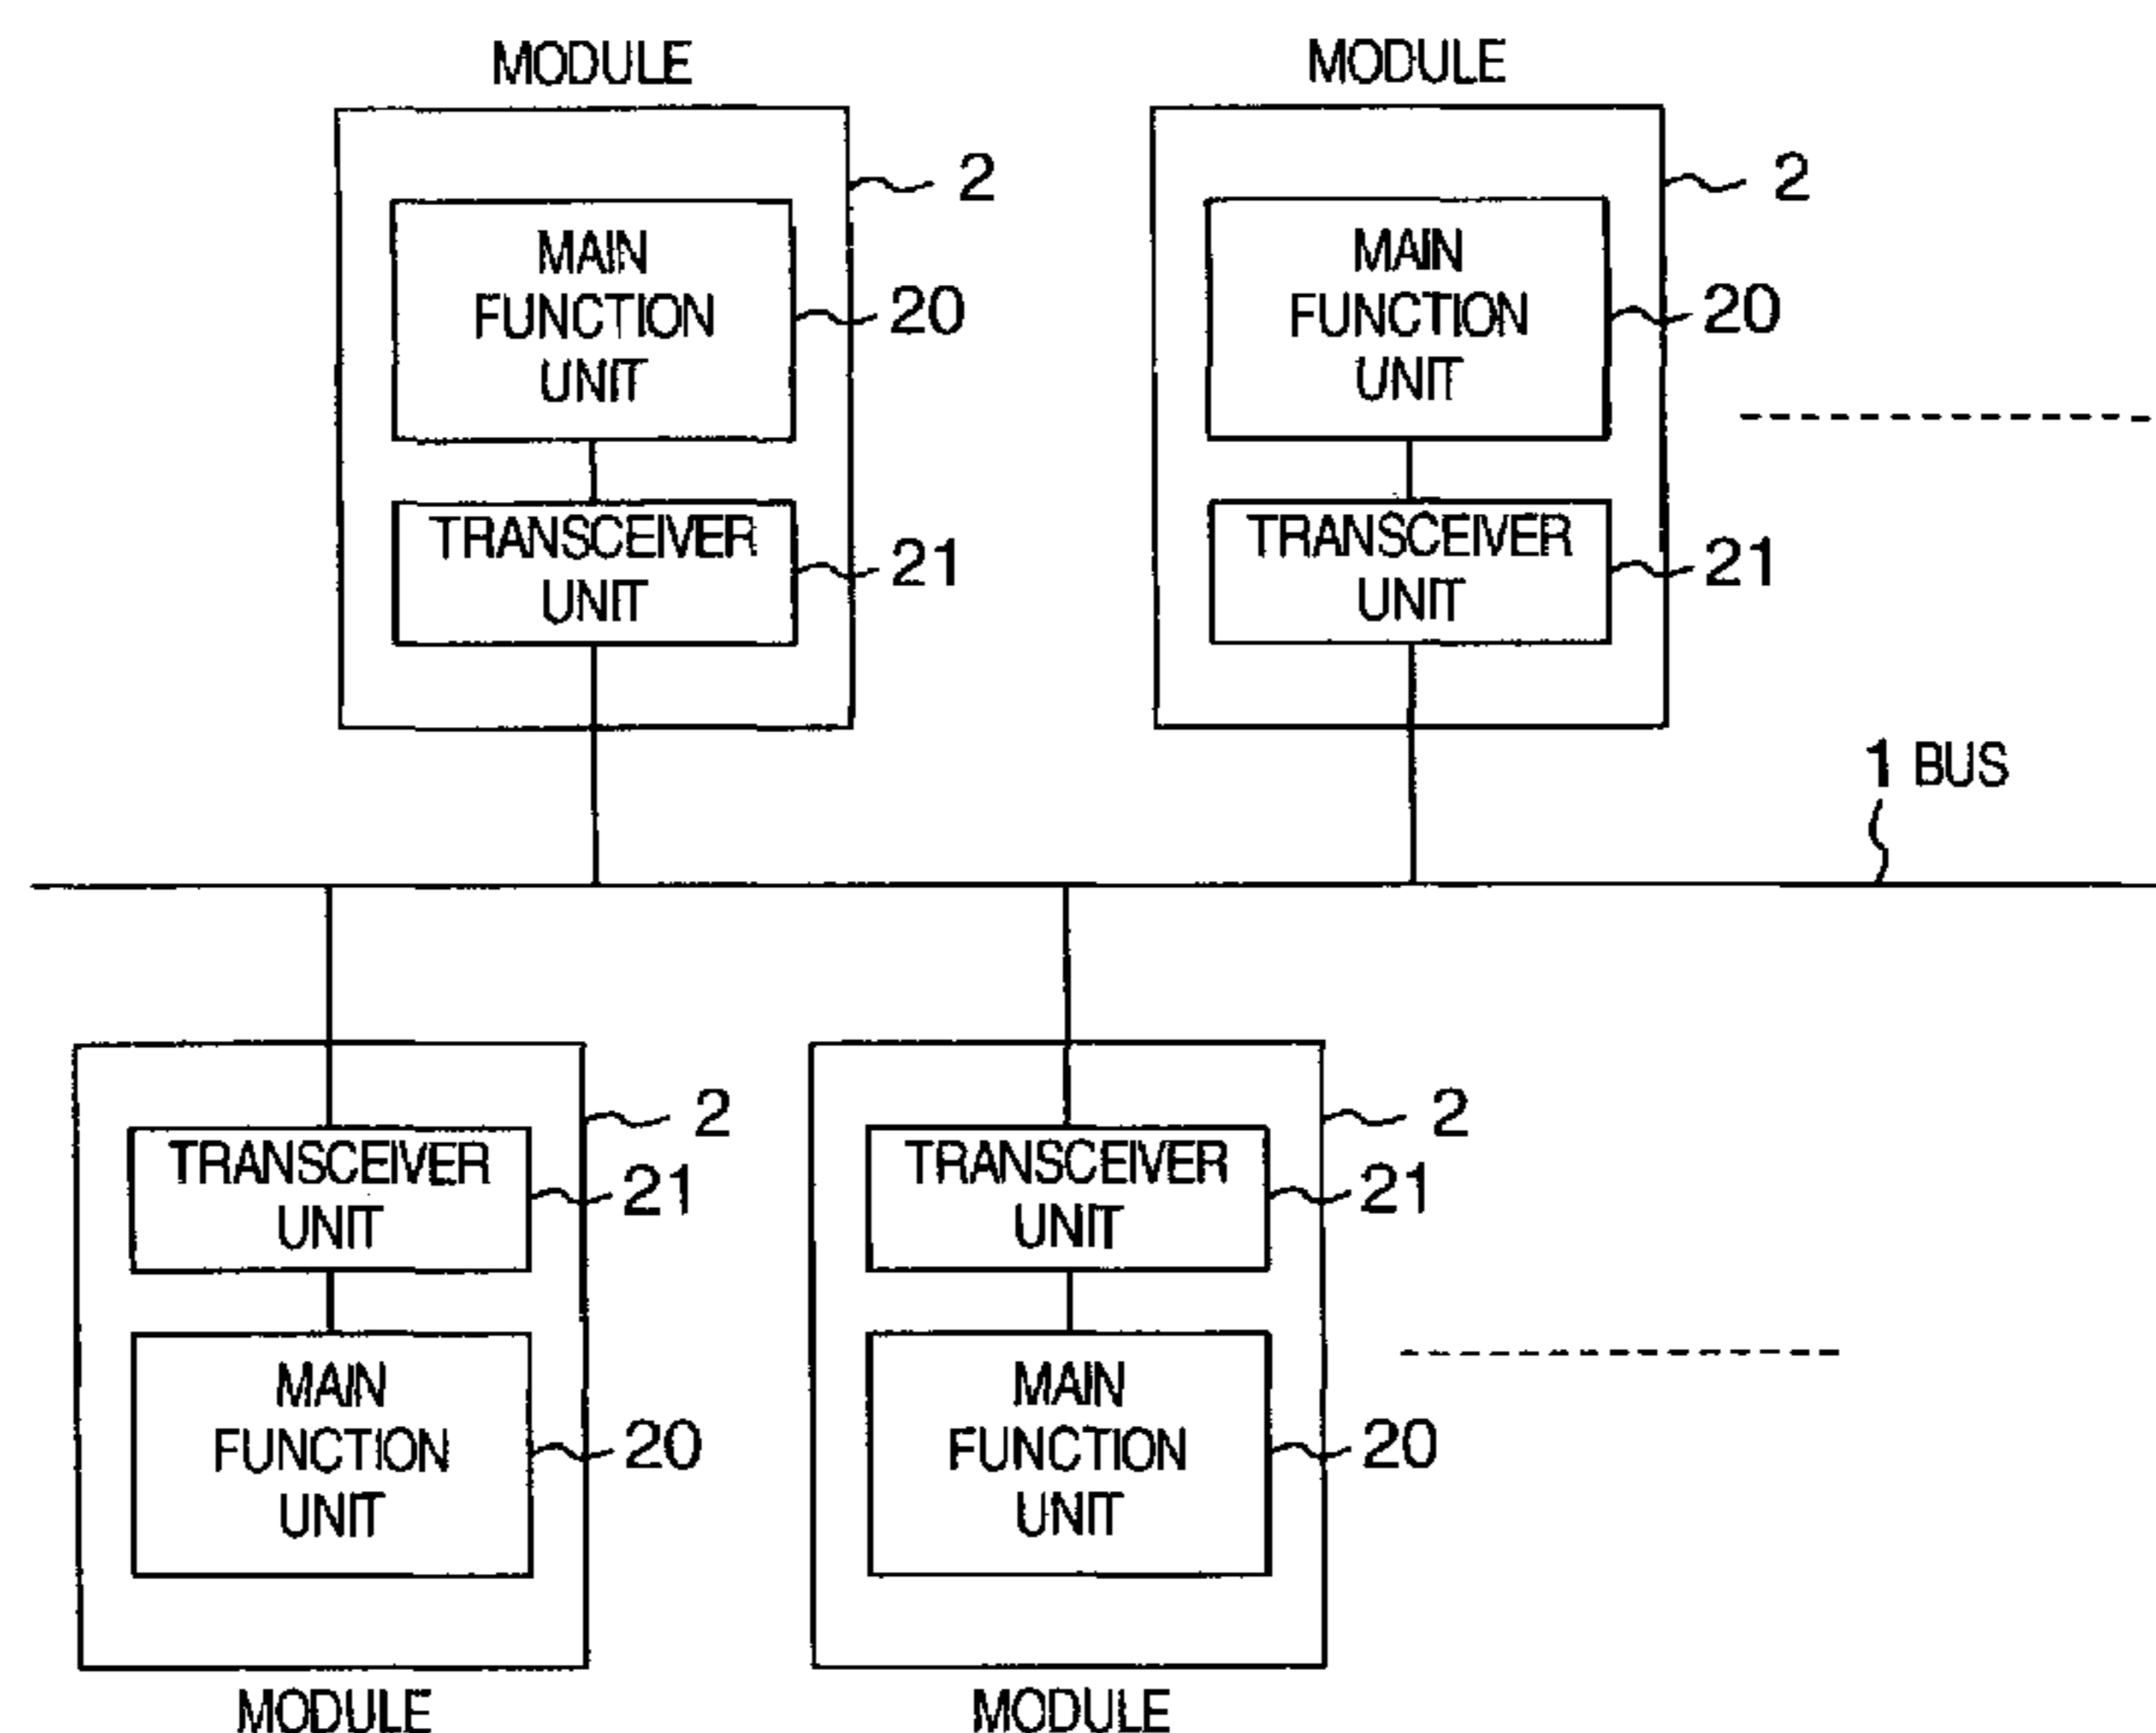 MODULE
MODULE
2
2
MAIN
FUNCTION
UNIT
20
MAIN
FUNCTION
UNIT
20
TRANSCEIVER
UNIT
21
TRANSCEIVER
UNIT
21
1 BUS
2
2
TRANSCEIVER
UNIT
21
TRANSCEIVER
UNIT
21
MAIN
FUNCTION
UNIT
20
MAIN
FUNCTION
UNIT
20
MODULE
MODULE